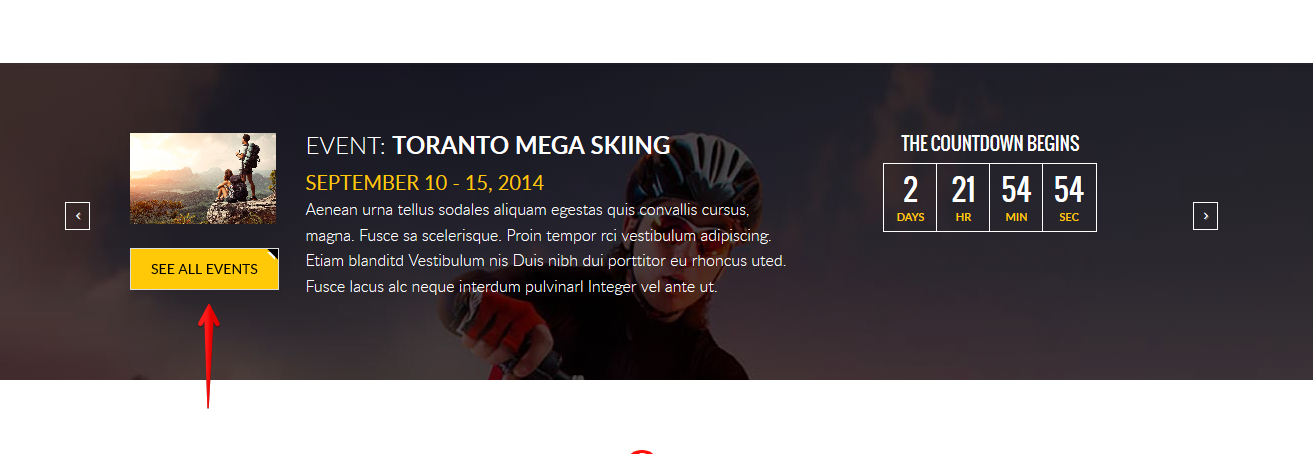 EVENT: TORANTO MEGA SKIING
SEPTEMBER 10 - 15, 2014
Aenean urna tellus sodales aliquam egestas quis convallis cursus,
magna. Fusce sa scelerisque. Proin tempor rci vestibulum adipiscing.
Etiam blanditd Vestibulum nis Duis nibh dui porttitor eu rhoncus uted.
Fusce lacus alc neque interdum pulvinarl Integer vel ante ut.
SEE ALL EVENTS
THE COUNTDOWN BEGINS
2 21 54 54
DAYS HR MIN SEC